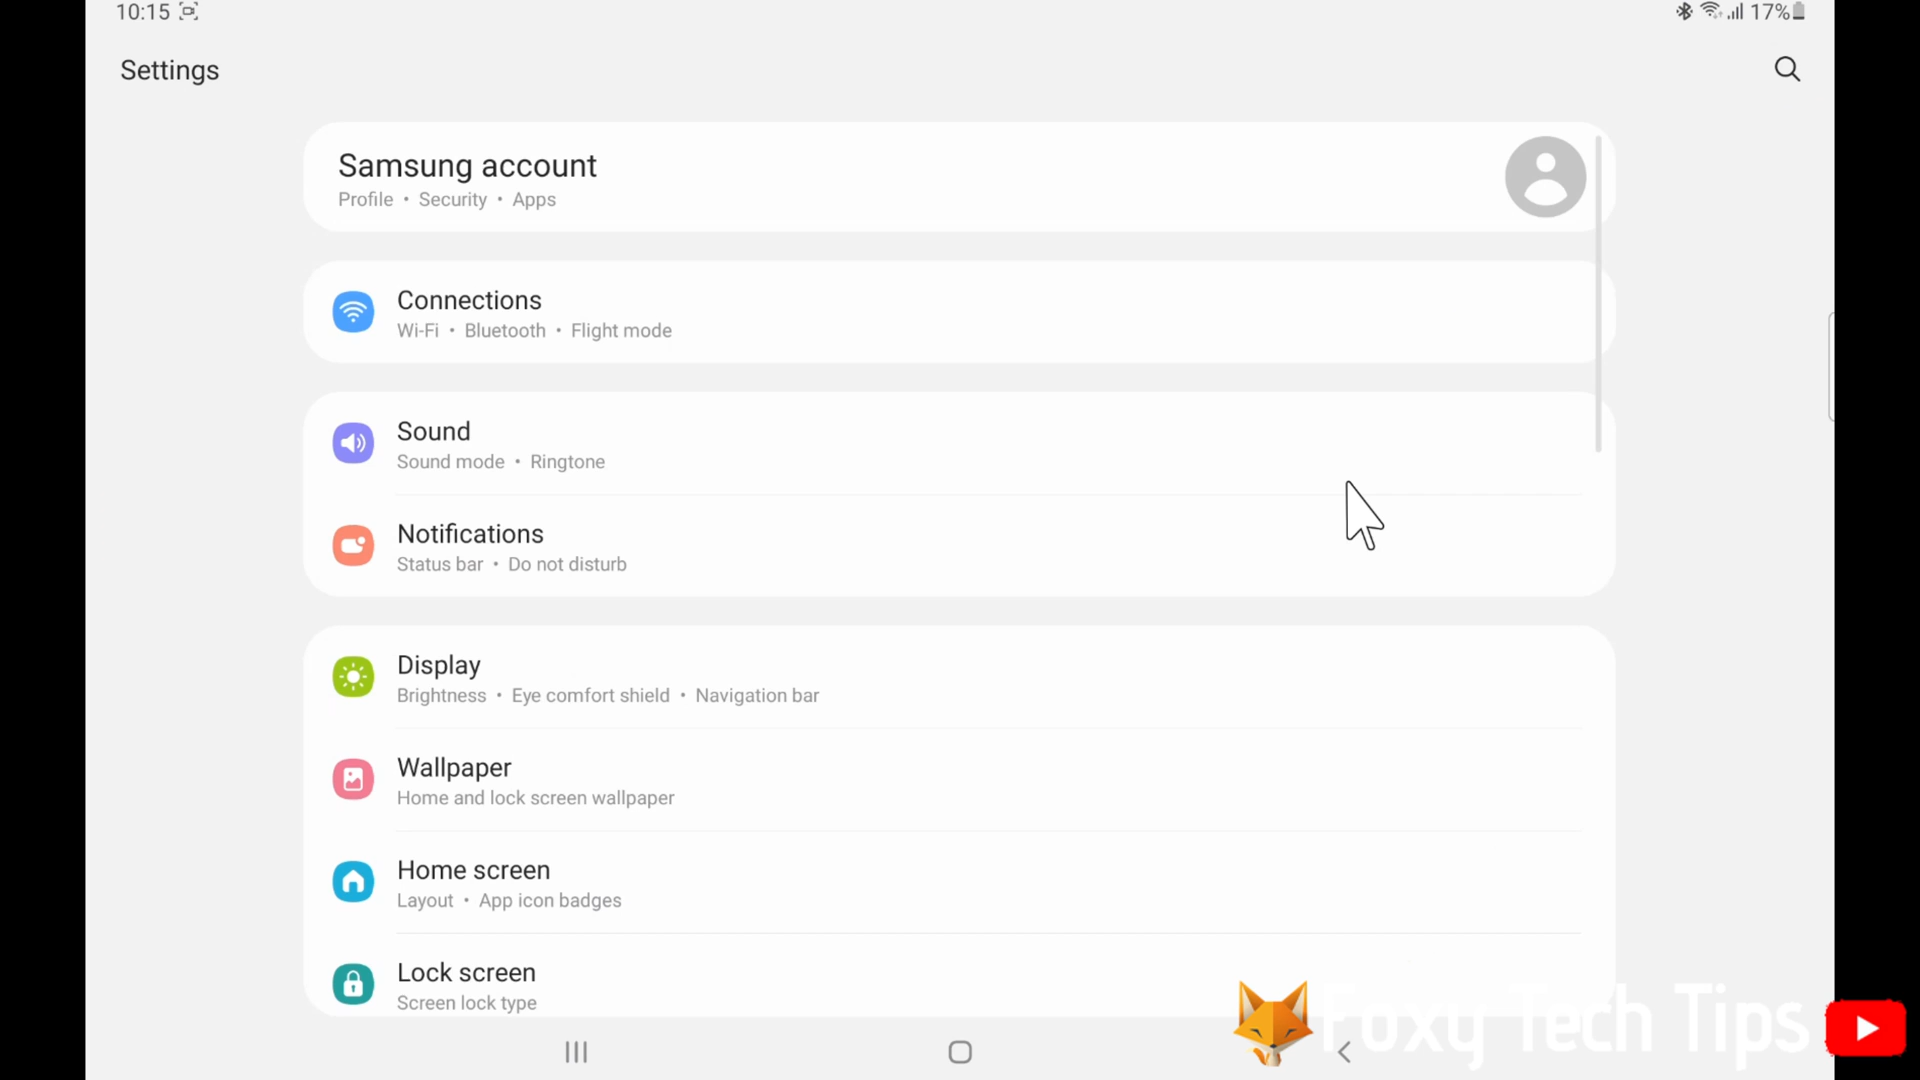 10:15
17%
Settings
Samsung account
Profile • Security • Apps
Connections
Wi-Fi • Bluetooth • Flight mode
Sound
Sound mode • Ringtone
Notifications
Status bar • Do not disturb
Display
Brightness • Eye comfort shield • Navigation bar
Wallpaper
Home and lock screen wallpaper
Home screen
Layout • App icon badges
Lock screen
Screen lock type
Foxy Tech Tips